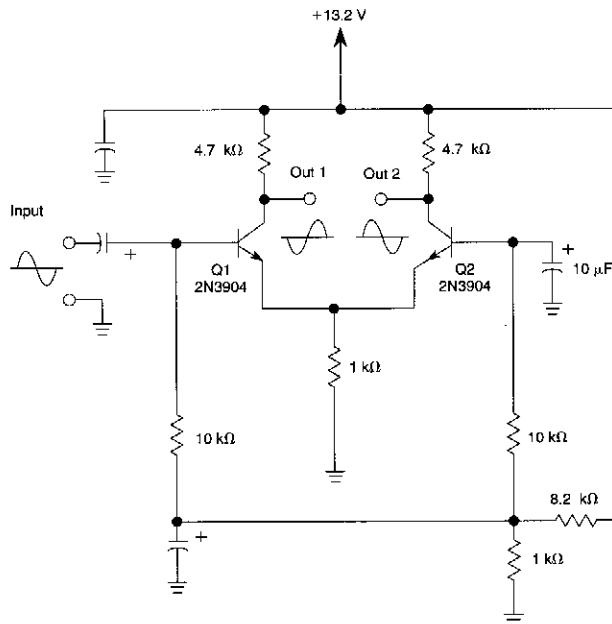 +13.2 V
4.7 kΩ
4.7 kΩ
Out 1
Out 2
Input
+
Q1
2N3904
Q2
2N3904
+
10 μF
1 kΩ
10 kΩ
10 kΩ
8.2 kΩ
+
1 kΩ